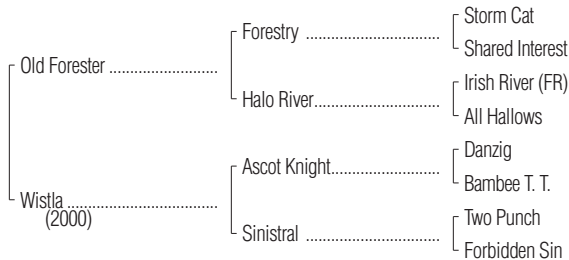 Storm Cat
Forestry ............................................
Shared Interest
Old Forester ...................................
Irish River (FR)
Halo River.........................................
All Hallows
Danzig
Ascot Knight....................................
Bambee T. T.
Wistla .................................................
(2000)
Two Punch
Sinistral ............................................
Forbidden Sin